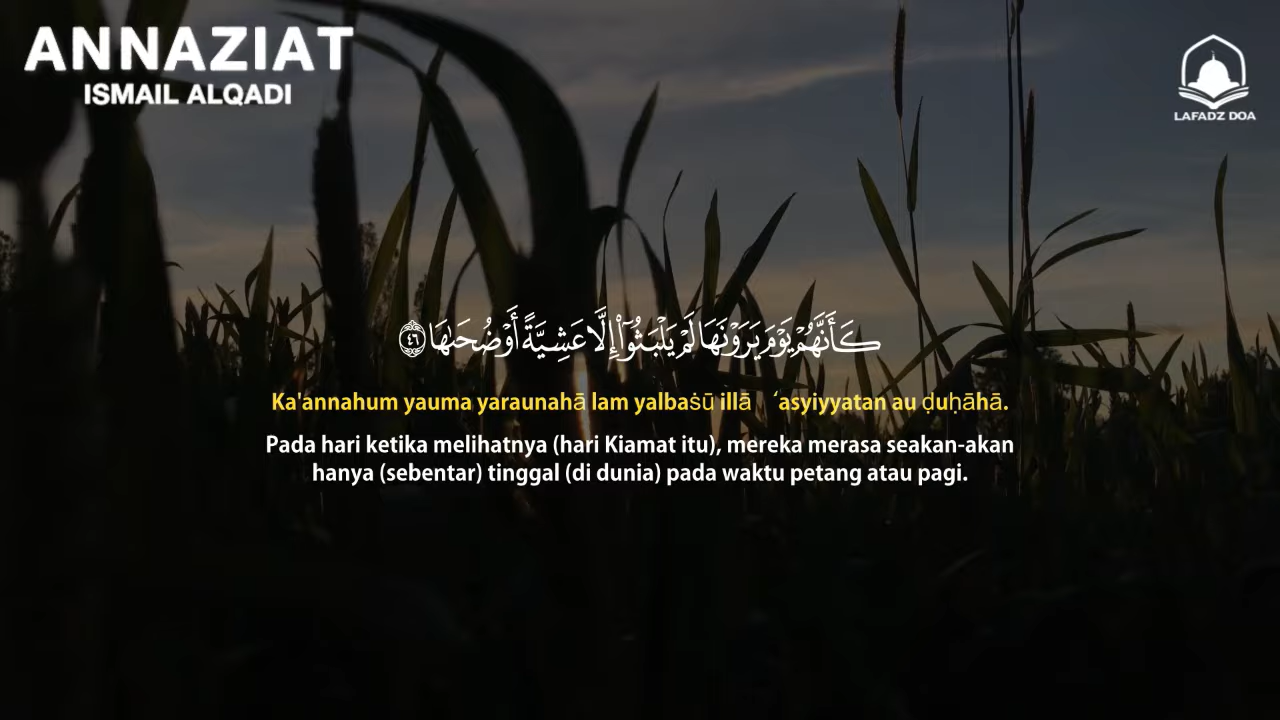 ANNAZIAT
ISMAIL ALQADI
LAFADZ DOA
كَأَنَّهُمْ يَوْمَ يَرَوْنَهَا لَمْ يَلْبَثُوٓا۟ إِلَّا عَشِيَّةً أَوْ ضُحَىٰهَا ٤٦
Ka'annahum yauma yaraunahā lam yalbaṡū illā ‘asyiyyatan au ḍuḥāhā.
Pada hari ketika melihatnya (hari Kiamat itu), mereka merasa seakan-akan
hanya (sebentar) tinggal (di dunia) pada waktu petang atau pagi.